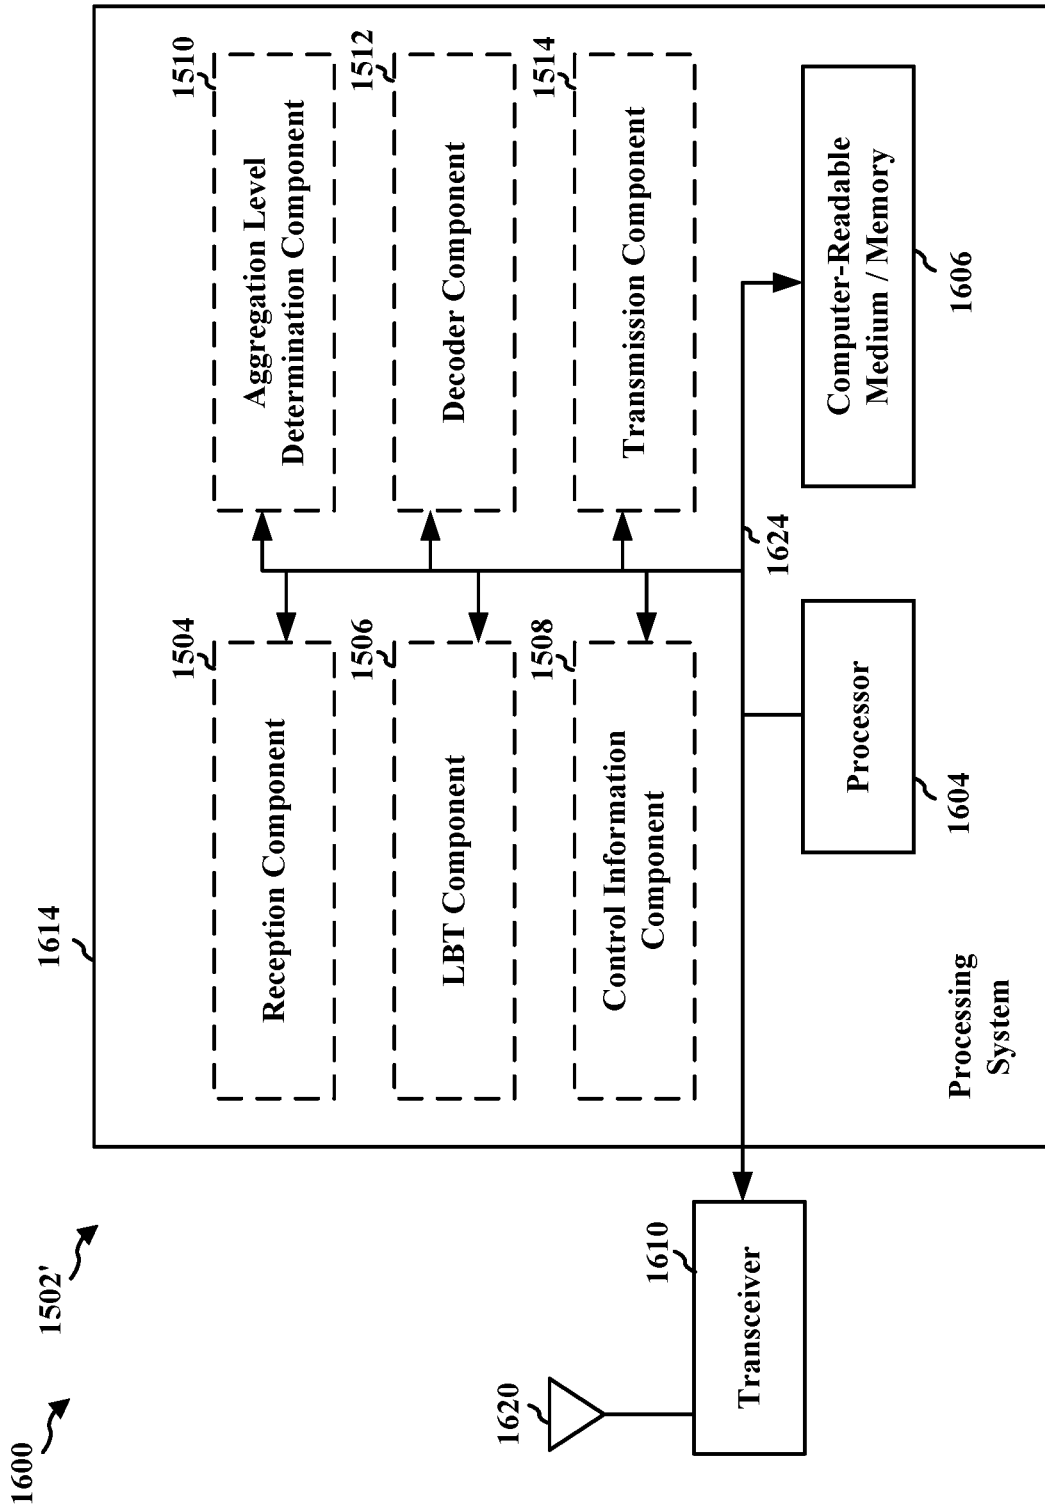 1600
1502'
1614
1504
Reception Component
1510
Aggregation Level
Determination Component
1506
LBT Component
1512
Decoder Component
1508
Control Information
Component
1514
Transmission Component
1620
1610
Transceiver
1624
Processor
1604
Computer-Readable
Medium / Memory
1606
Processing
System